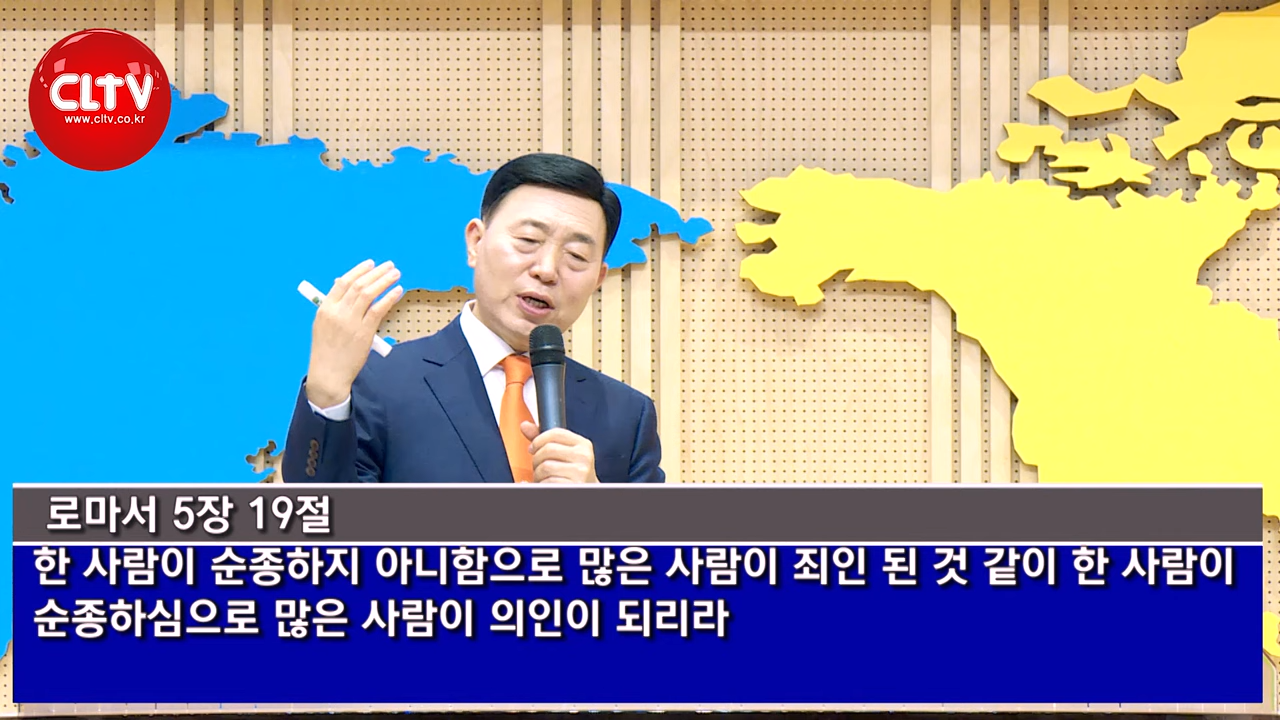 CLTV
www.cltv.co.kr
로마서 5장 19절
한 사람이 순종하지 아니함으로 많은 사람이 죄인 된 것 같이 한 사람이
순종하심으로 많은 사람이 의인이 되리라